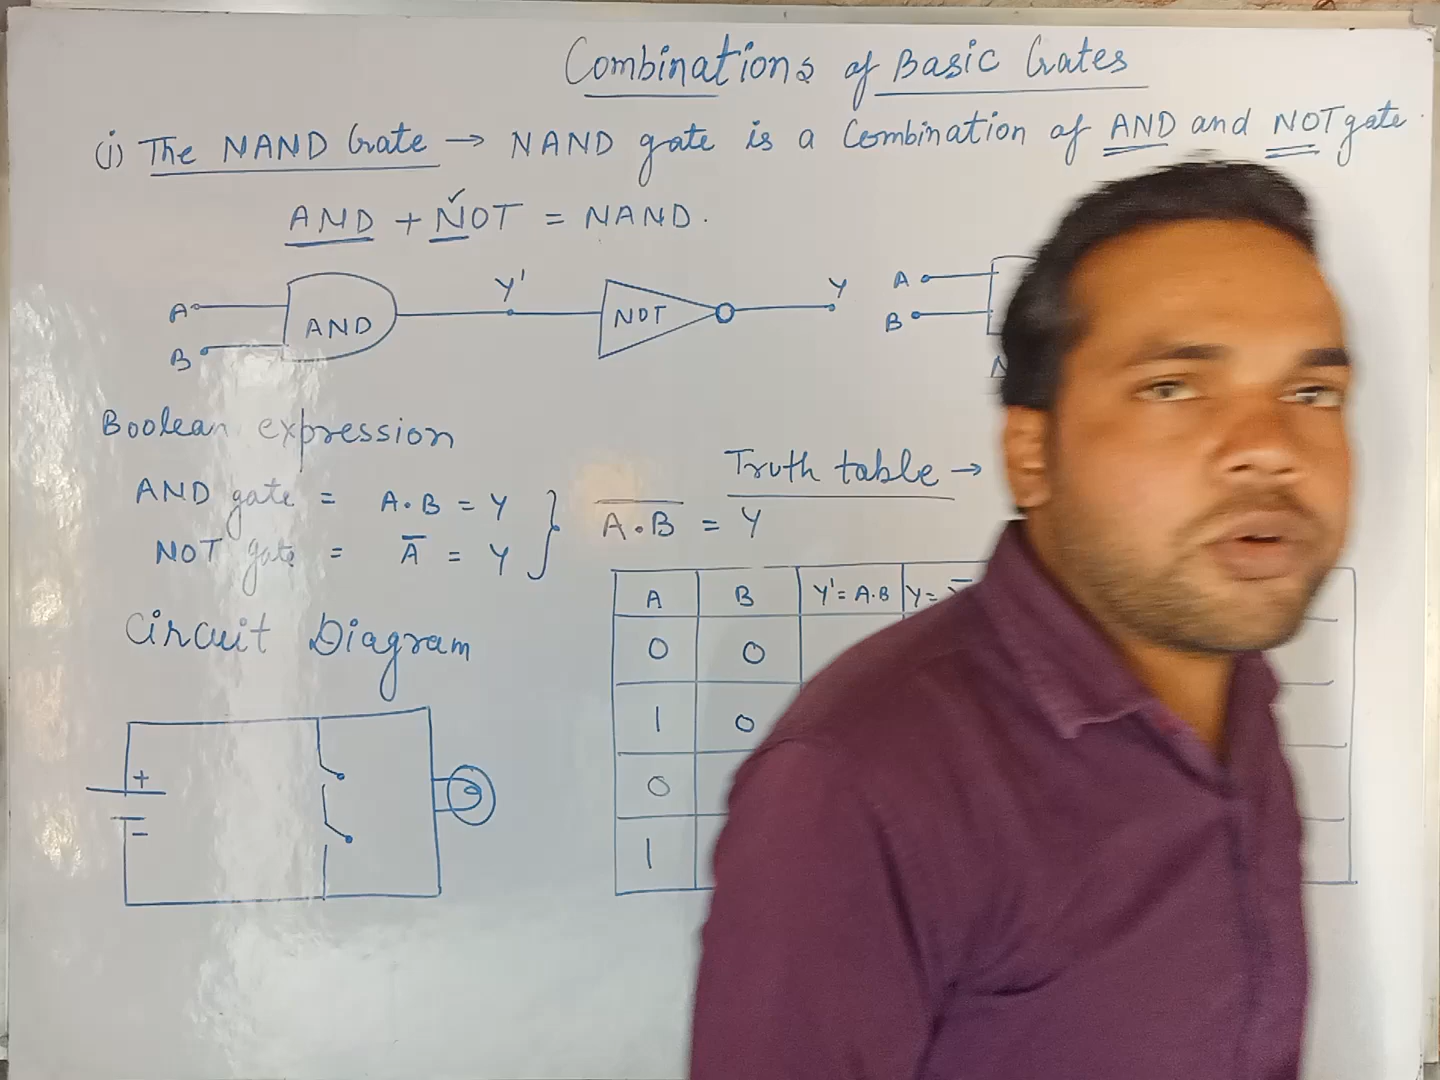 Combinations of Basic Gates
(i) The NAND Gate → NAND gate is a Combination of AND and NOT gate.
AND + NOT = NAND.
A
B
AND
Y'
NOT
Y
A
B
Boolean expression
AND gate = A.B = Y
NOT gate = A̅ = Y
A̅.̅B̅ = Y
Truth table →
A B Y'= A.B Y=
0 0
1 0
0
1
Circuit Diagram
+
-